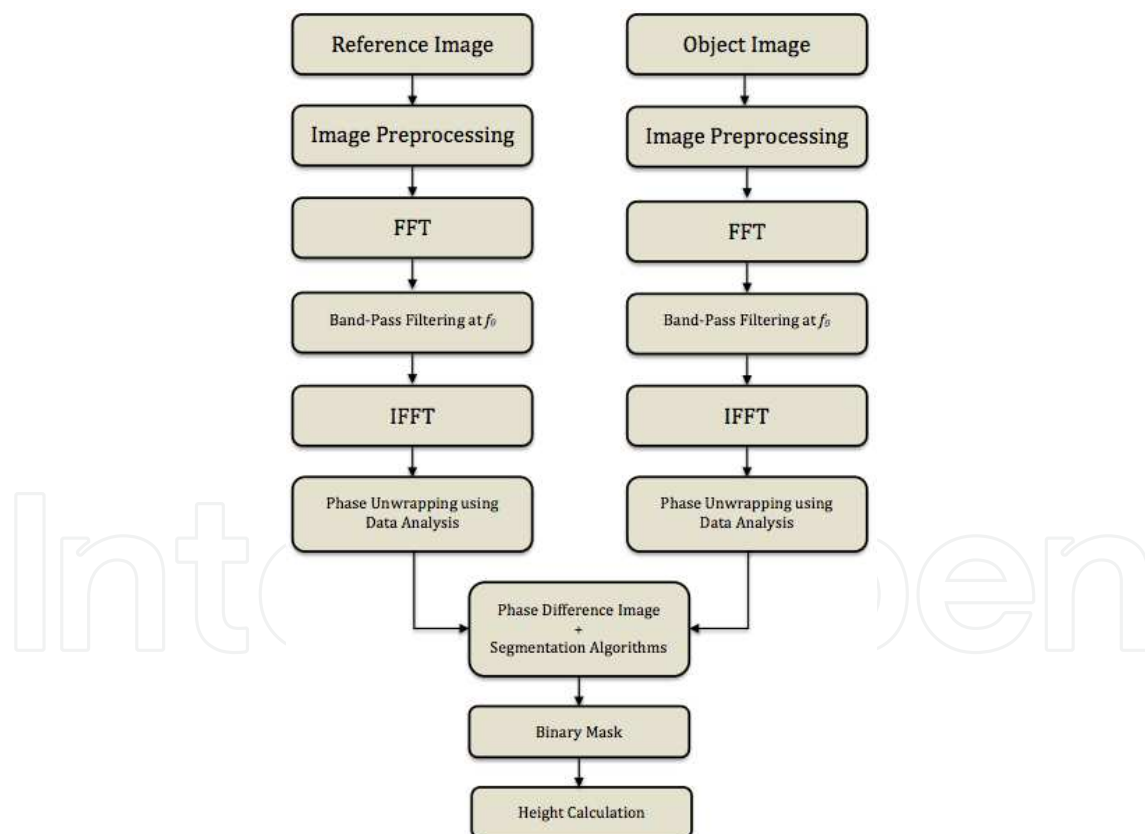 Reference Image
Object Image
Image Preprocessing
Image Preprocessing
FFT
FFT
Band-Pass Filtering at f₀
Band-Pass Filtering at f₀
IFFT
IFFT
Phase Unwrapping using
Data Analysis
Phase Unwrapping using
Data Analysis
Phase Difference Image
+
Segmentation Algorithms
Binary Mask
Height Calculation